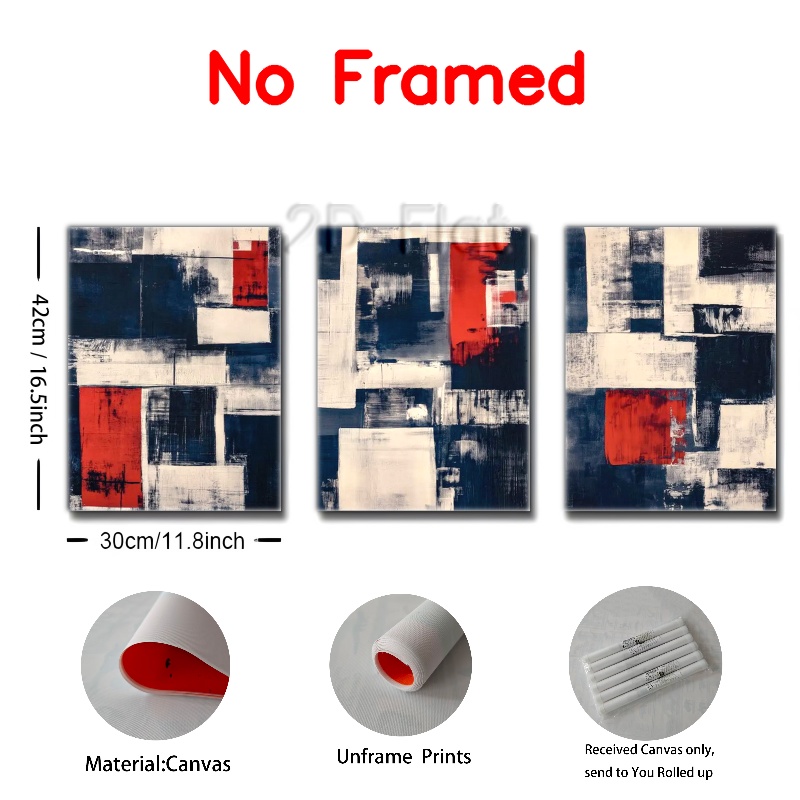 No Framed
2D Flat
42cm / 16.5inch
30cm/11.8inch
Material:Canvas
Unframe Prints
Received Canvas only,
send to You Rolled up